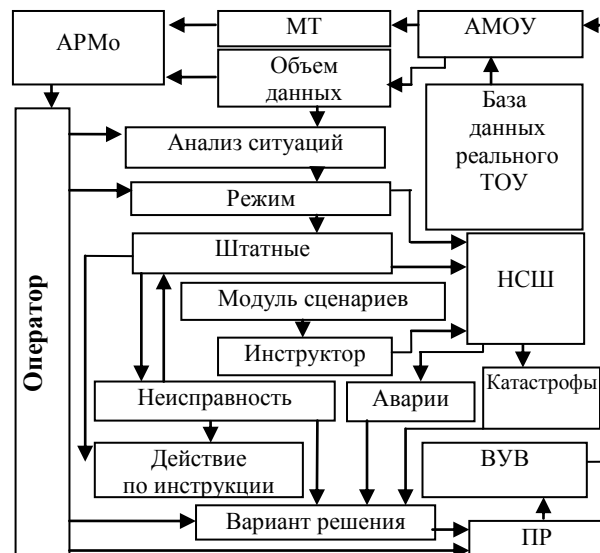 АРМо
МТ
АМОУ
Объем
данных
База
данных
реального
ТОУ
Анализ ситуаций
Режим
Штатные
НСШ
Модуль сценариев
Инструктор
Оператор
Неисправность
Аварии
Катастрофы
Действие
по инструкции
ВУВ
Вариант решения
ПР